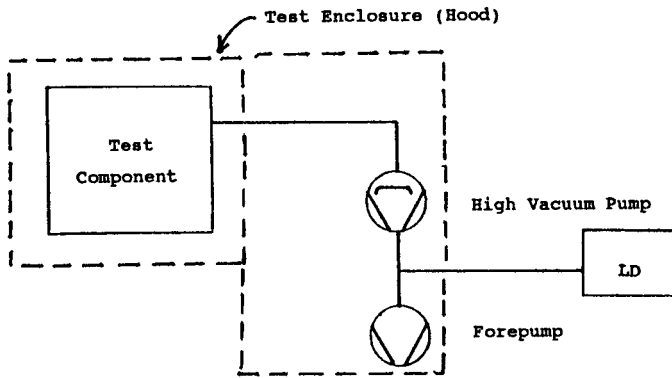 Test Enclosure (Hood)
Test
Component
High Vacuum Pump
LD
Forepump